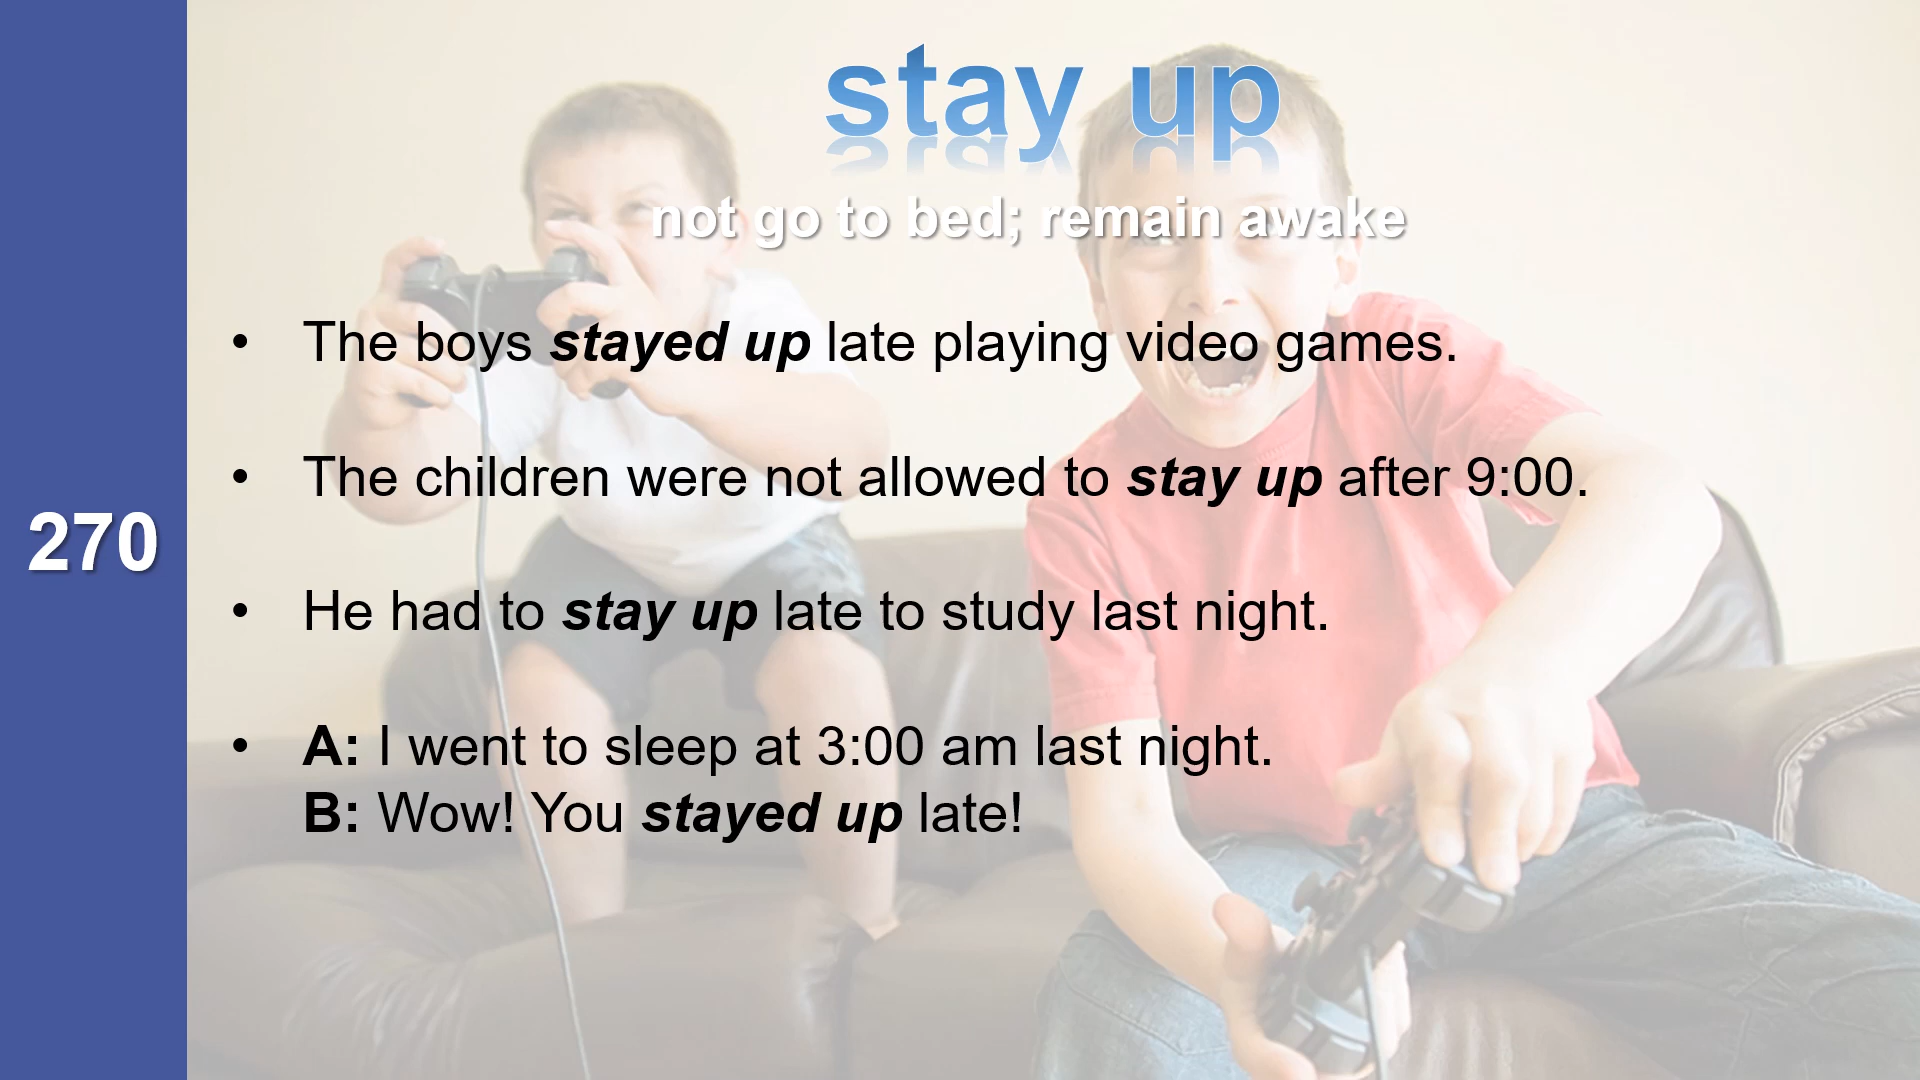 stay up
not go to bed; remain awake
• The boys stayed up late playing video games.
• The children were not allowed to stay up after 9:00.
270
• He had to stay up late to study last night.
• A: I went to sleep at 3:00 am last night.
B: Wow! You stayed up late!